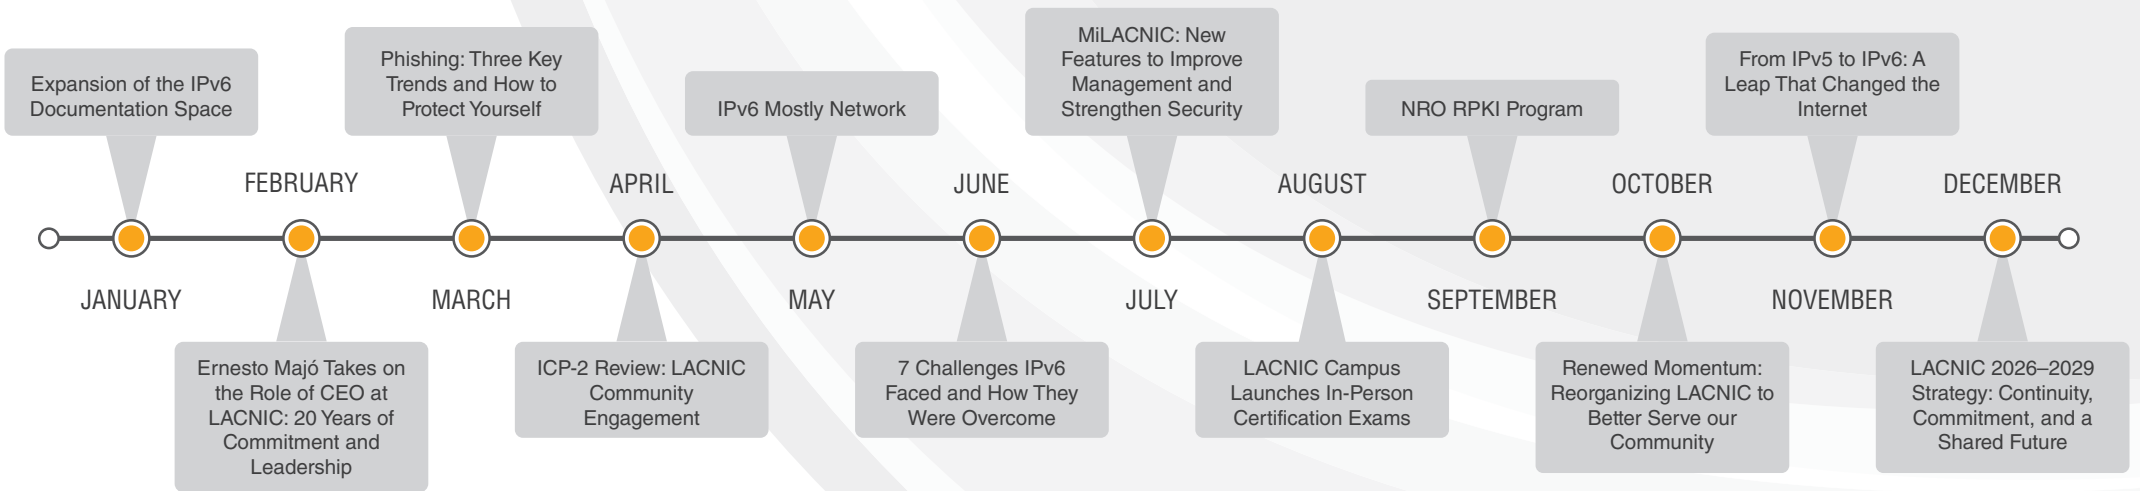 Expansion of the IPv6
Documentation Space
JANUARY
FEBRUARY
Ernesto Majó Takes on
the Role of CEO at
LACNIC: 20 Years of
Commitment and
Leadership
Phishing: Three Key
Trends and How to
Protect Yourself
MARCH
APRIL
ICP-2 Review: LACNIC
Community
Engagement
IPv6 Mostly Network
MAY
JUNE
7 Challenges IPv6
Faced and How They
Were Overcome
MiLACNIC: New
Features to Improve
Management and
Strengthen Security
JULY
AUGUST
LACNIC Campus
Launches In-Person
Certification Exams
NRO RPKI Program
SEPTEMBER
OCTOBER
Renewed Momentum:
Reorganizing LACNIC to
Better Serve our
Community
From IPv5 to IPv6: A
Leap That Changed the
Internet
NOVEMBER
DECEMBER
LACNIC 2026–2029
Strategy: Continuity,
Commitment, and a
Shared Future